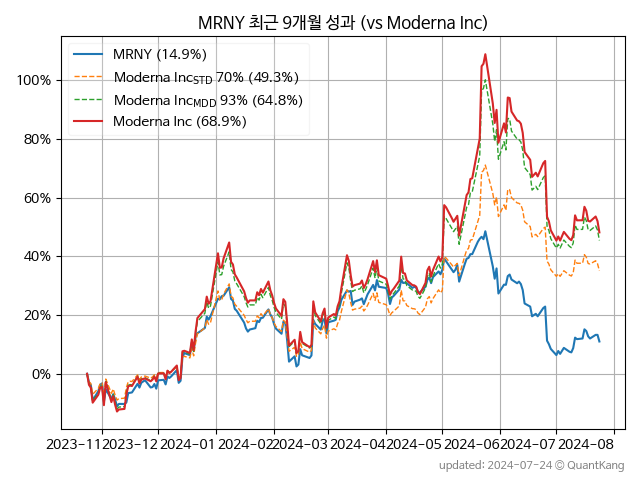 MRNY 최근 9개월 성과 (vs Moderna Inc)
MRNY (14.9%)
Moderna Inc_STD 70% (49.3%)
Moderna Inc_MDD 93% (64.8%)
Moderna Inc (68.9%)
100%
80%
60%
40%
20%
0%
2023-11 2023-12 2024-01 2024-02 2024-03 2024-04 2024-05 2024-06 2024-07 2024-08
updated: 2024-07-24 @ QuantKang